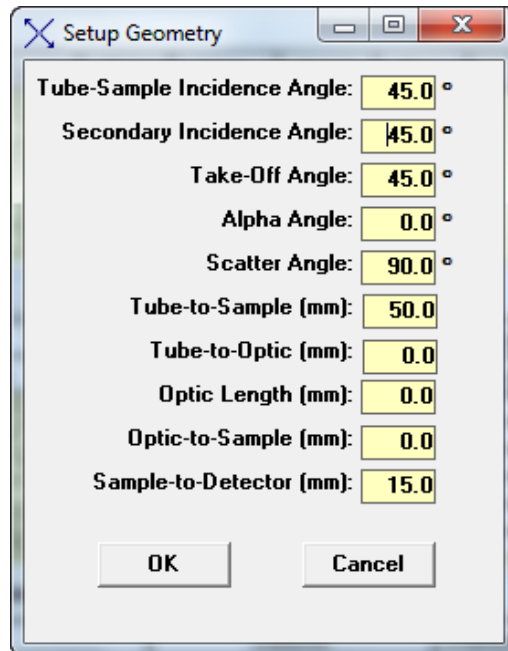 Setup Geometry
Tube-Sample Incidence Angle: 45.0 °
Secondary Incidence Angle: 45.0 °
Take-Off Angle: 45.0 °
Alpha Angle: 0.0 °
Scatter Angle: 90.0 °
Tube-to-Sample (mm): 50.0
Tube-to-Optic (mm): 0.0
Optic Length (mm): 0.0
Optic-to-Sample (mm): 0.0
Sample-to-Detector (mm): 15.0
OK Cancel